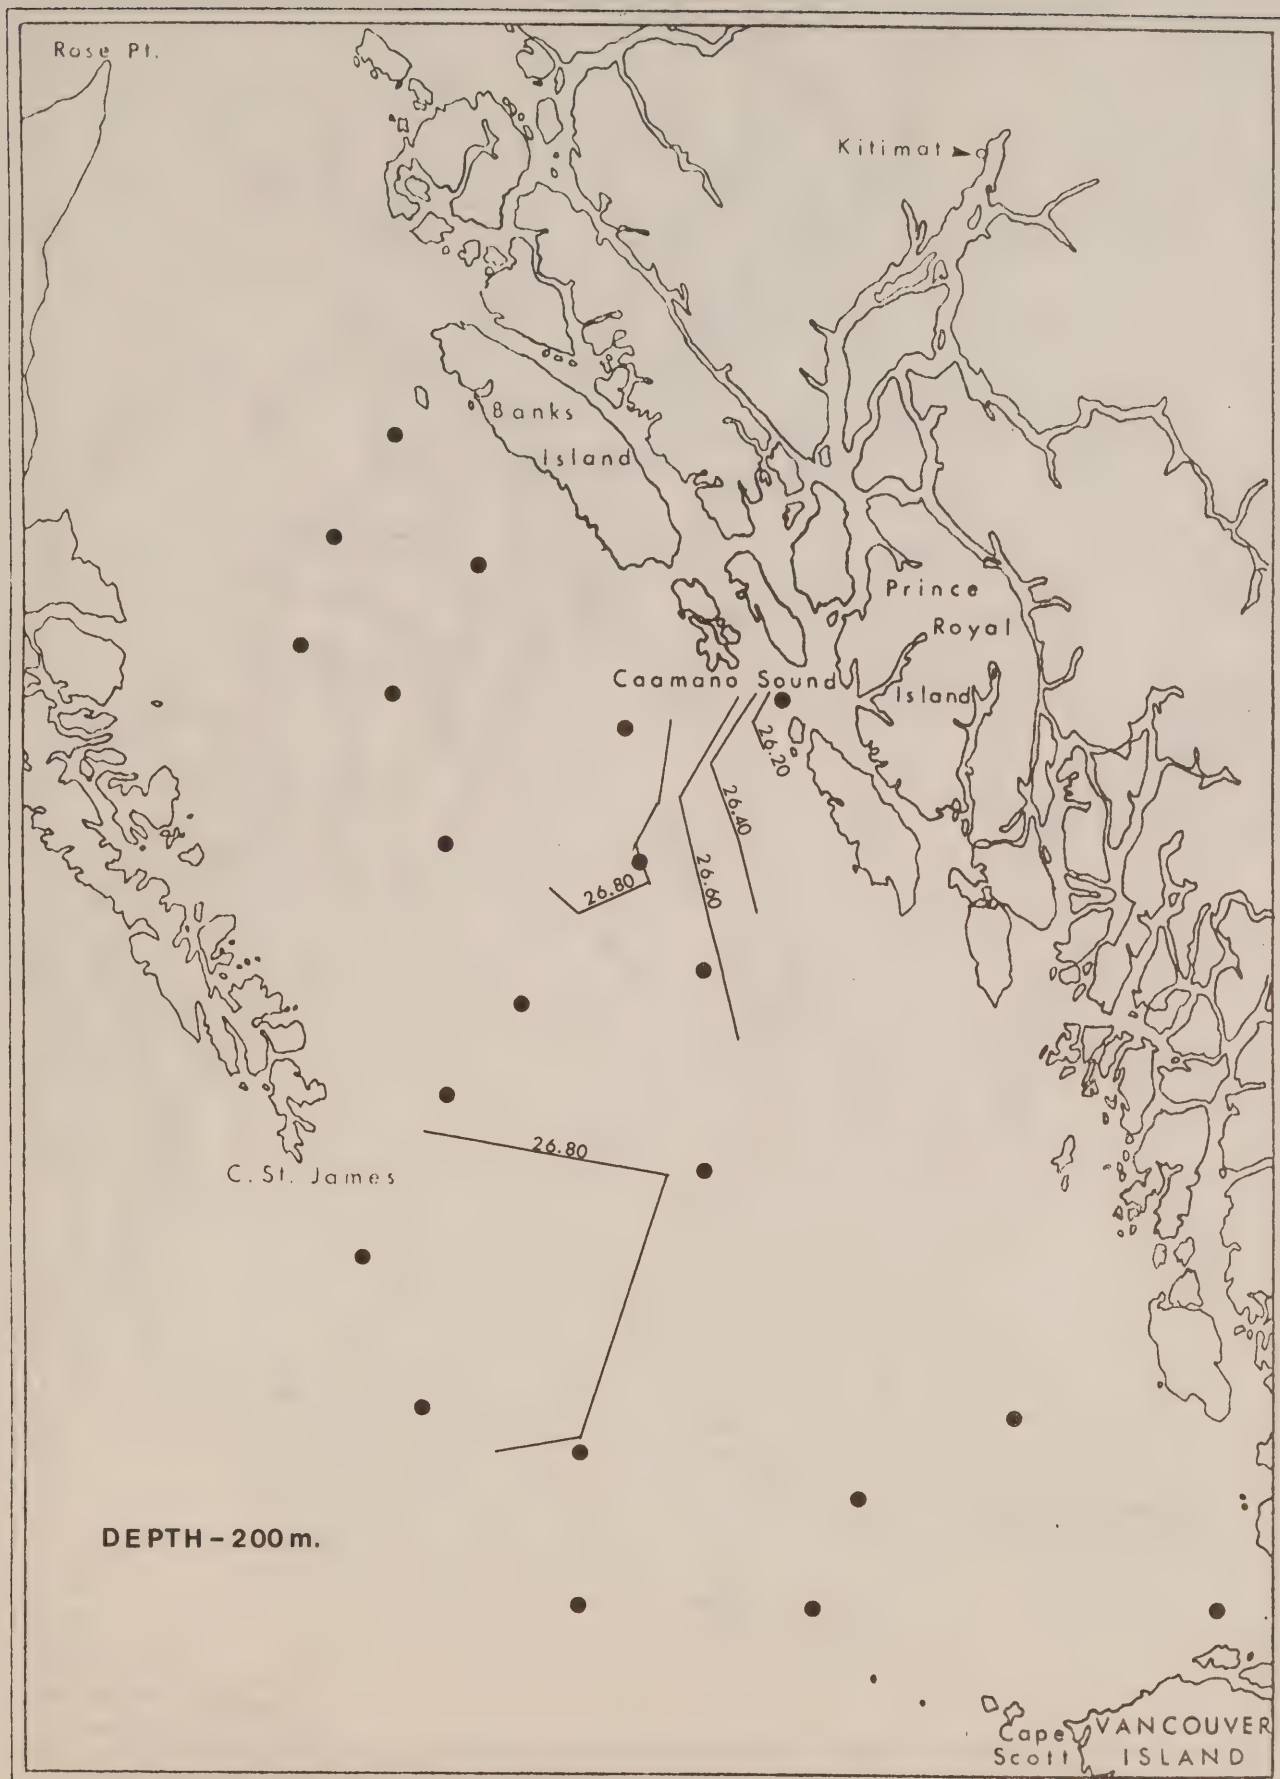 Rose Pt.
Kitimat
Banks
Island
Prince
Royal
Island
Caamano Sound
26.20
26.40
26.60
26.80
26.80
C. St. James
DEPTH – 200 m.
Cape
Scott
VANCOUVER
ISLAND